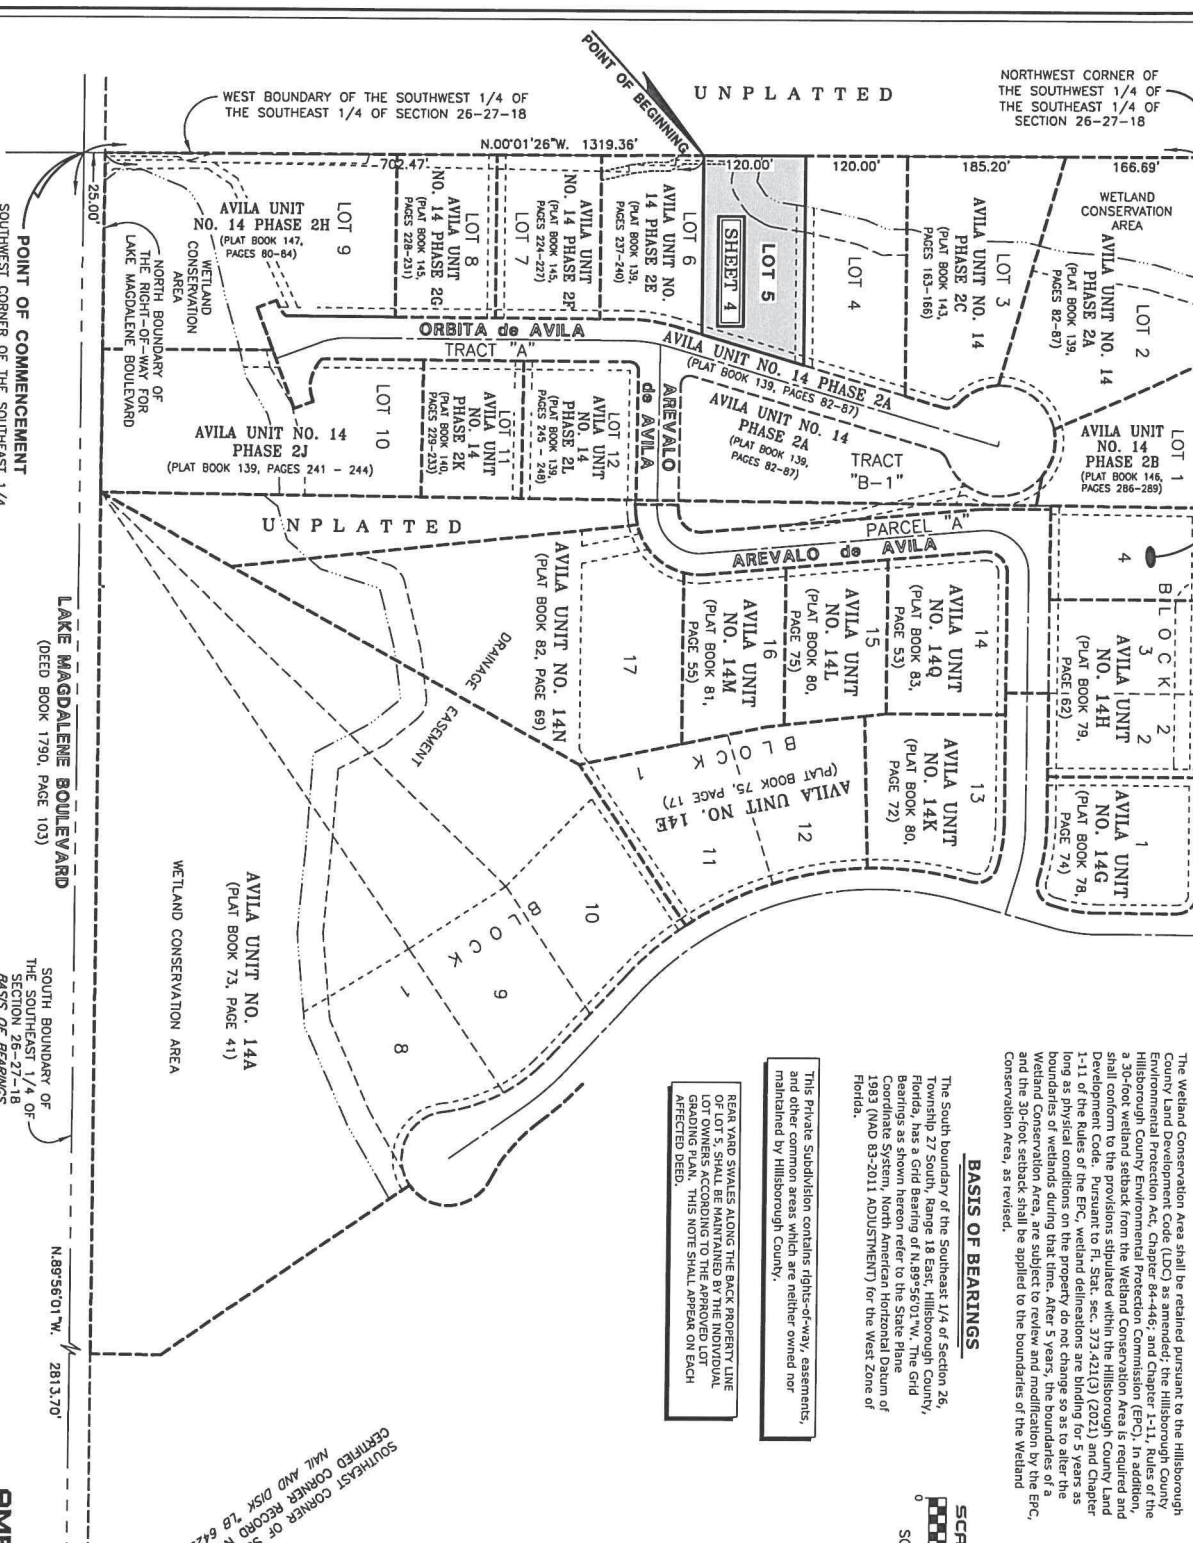 NORTHWEST CORNER OF
THE SOUTHWEST 1/4 OF
THE SOUTHEAST 1/4 OF
SECTION 26-27-18
UNPLATTED
POINT OF BEGINNING
WEST BOUNDARY OF THE SOUTHWEST 1/4 OF
THE SOUTHEAST 1/4 OF SECTION 26-27-18
N.00°01'26"W. 1319.36'
702.47'
120.00'
120.00'
185.20'
166.69'
25.00'
WETLAND
CONSERVATION
AREA
LOT 2
AVILA UNIT NO. 14
PHASE 2A
(PLAT BOOK 139,
PAGES 82-87)
LOT 3
AVILA UNIT NO. 14
PHASE 2C
(PLAT BOOK 143,
PAGES 163-166)
LOT 4
LOT 5
SHEET 4
LOT 6
AVILA UNIT NO.
14 PHASE 2E
(PLAT BOOK 139,
PAGES 237-240)
LOT 7
AVILA UNIT
NO. 14 PHASE 2F
(PLAT BOOK 145,
PAGES 224-227)
LOT 8
AVILA UNIT
NO. 14 PHASE 2G
(PLAT BOOK 145,
PAGES 228-231)
LOT 9
AVILA UNIT
NO. 14 PHASE 2H
(PLAT BOOK 147,
PAGES 80-84)
WETLAND
CONSERVATION
AREA
NORTH BOUNDARY OF
THE RIGHT-OF-WAY FOR
LAKE MAGDALENE BOULEVARD
POINT OF COMMENCEMENT
SOUTHWEST CORNER OF THE SOUTHEAST 1/4
ORBITA de AVILA
TRACT "A"
AVILA UNIT NO. 14 PHASE 2A
(PLAT BOOK 139, PAGES 82-87)
AREVALO
de AVILA
AVILA UNIT NO. 14
PHASE 2A
(PLAT BOOK 139,
PAGES 82-87)
TRACT
"B-1"
LOT 1
AVILA UNIT
NO. 14
PHASE 2B
(PLAT BOOK 146,
PAGES 286-289)
LOT 10
AVILA UNIT NO. 14
PHASE 2J
(PLAT BOOK 139, PAGES 241 - 244)
LOT 11
AVILA UNIT
NO. 14
PHASE 2K
(PLAT BOOK 140,
PAGES 229-233)
LOT 12
AVILA UNIT
NO. 14
PHASE 2L
(PLAT BOOK 139,
PAGES 245 - 248)
UNPLATTED
PARCEL "A"
AREVALO de AVILA
4
BLOCK 2
3
2
AVILA UNIT
NO. 14H
(PLAT BOOK 79,
PAGE 62)
1
AVILA UNIT
NO. 14G
(PLAT BOOK 78,
PAGE 74)
14
AVILA UNIT
NO. 14Q
(PLAT BOOK 83,
PAGE 53)
15
AVILA UNIT
NO. 14L
(PLAT BOOK 80,
PAGE 75)
16
AVILA UNIT
NO. 14M
(PLAT BOOK 81,
PAGE 55)
17
AVILA UNIT NO. 14N
(PLAT BOOK 82, PAGE 69)
13
AVILA UNIT
NO. 14K
(PLAT BOOK 80,
PAGE 72)
BLOCK 1
AVILA UNIT NO. 14E
(PLAT BOOK 75, PAGE 17)
12
11
DRAINAGE EASEMENT
10
BLOCK 1
9
8
AVILA UNIT NO. 14A
(PLAT BOOK 73, PAGE 41)
WETLAND CONSERVATION AREA
LAKE MAGDALENE BOULEVARD
(DEED BOOK 1790, PAGE 103)
SOUTH BOUNDARY OF
THE SOUTHEAST 1/4 OF
SECTION 26-27-18
BASIS OF BEARINGS
N.89°56'01"W. 2813.70'
The Wetland Conservation Area shall be retained pursuant to the Hillsborough
County Land Development Code (LDC) as amended; the Hillsborough County
Environmental Protection Act, Chapter 84-446; and Chapter 1-11, Rules of the
Hillsborough County Environmental Protection Commission (EPC). In addition,
a 30-foot wetland setback from the Wetland Conservation Area is required and
shall conform to the provisions stipulated within the Hillsborough County Land
Development Code. Pursuant to Fl. Stat. sec. 373.421(3) (2021) and Chapter
1-11 of the Rules of the EPC, wetland delineations are binding for 5 years as
long as physical conditions on the property do not change so as to alter the
boundaries of wetlands during that time. After 5 years, the boundaries of a
Wetland Conservation Area, are subject to review and modification by the EPC,
and the 30-foot setback shall be applied to the boundaries of the Wetland
Conservation Area, as revised.
BASIS OF BEARINGS
The South boundary of the Southeast 1/4 of Section 26,
Township 27 South, Range 18 East, Hillsborough County,
Florida, has a Grid Bearing of N.89°56'01"W. The Grid
Bearings as shown hereon refer to the State Plane
Coordinate System, North American Horizontal Datum of
1983 (NAD 83-2011 ADJUSTMENT) for the West Zone of
Florida.
This Private Subdivision contains rights-of-way, easements,
and other common areas which are neither owned nor
maintained by Hillsborough County.
REAR YARD SWALES ALONG THE BACK PROPERTY LINE
OF LOT 5, SHALL BE MAINTAINED BY THE INDIVIDUAL
LOT OWNERS ACCORDING TO THE APPROVED LOT
GRADING PLAN. THIS NOTE SHALL APPEAR ON EACH
AFFECTED DEED.
0
SOUTHEAST CORNER OF
CERTIFIED CORNER RECORD
NAIL AND DISK "LB